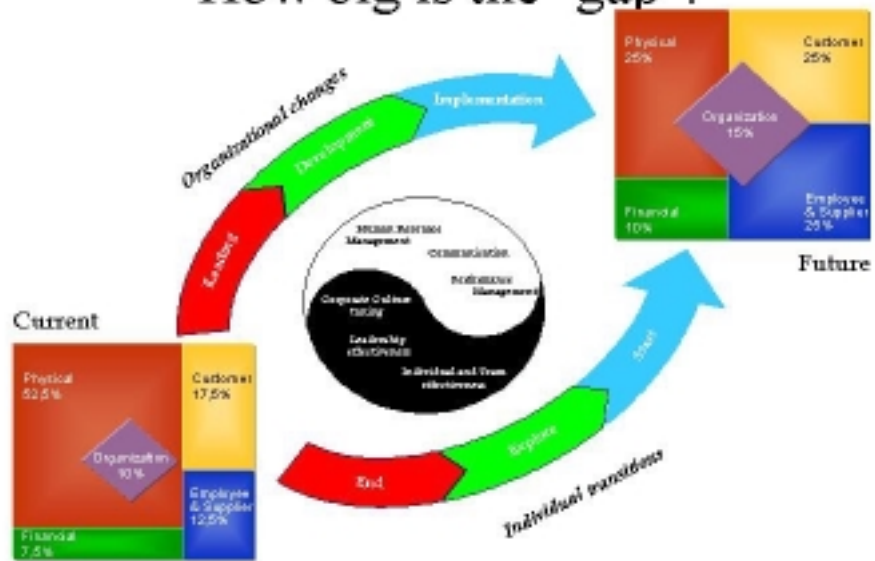 How big is the "gap"?
Physical
25%
Customer
25%
Organization
15%
Financial
10%
Employee
& Supplier
25%
Future
Organizational changes
Implementation
Development
Human Resource
Management
Communication
Performance
Management
Corporate Culture
Leadership
effectiveness
Individual and Team
effectiveness
Current
Physical
52,5%
Customer
17,5%
Organization
10%
Employee
& Supplier
12,5%
Financial
7,5%
End
Explore
Start
Individual transitions